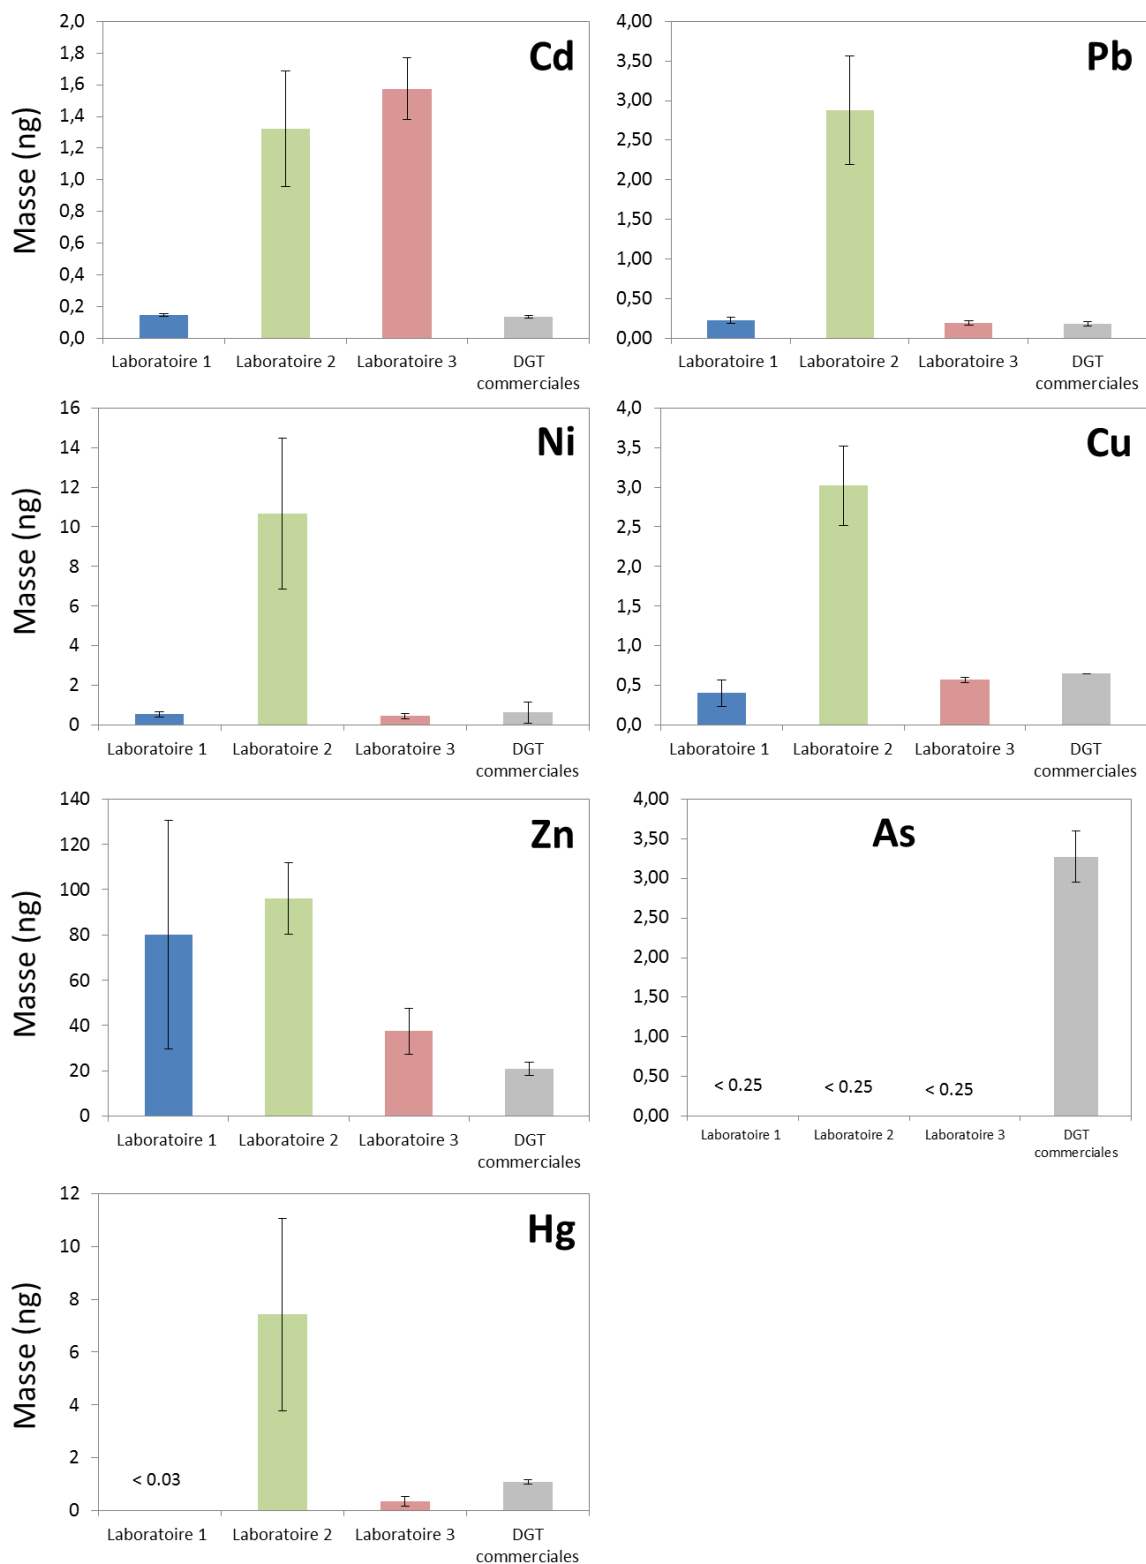 Cd
Masse (ng)
2,0
1,8
1,6
1,4
1,2
1,0
0,8
0,6
0,4
0,2
0,0
Laboratoire 1 Laboratoire 2 Laboratoire 3 DGT
commerciales
Pb
4,00
3,50
3,00
2,50
2,00
1,50
1,00
0,50
0,00
Laboratoire 1 Laboratoire 2 Laboratoire 3 DGT
commerciales
Ni
Masse (ng)
16
14
12
10
8
6
4
2
0
Laboratoire 1 Laboratoire 2 Laboratoire 3 DGT
commerciales
Cu
4,0
3,5
3,0
2,5
2,0
1,5
1,0
0,5
0,0
Laboratoire 1 Laboratoire 2 Laboratoire 3 DGT
commerciales
Zn
Masse (ng)
140
120
100
80
60
40
20
0
Laboratoire 1 Laboratoire 2 Laboratoire 3 DGT
commerciales
As
4,00
3,50
3,00
2,50
2,00
1,50
1,00
0,50
0,00
< 0.25 < 0.25 < 0.25
Laboratoire 1 Laboratoire 2 Laboratoire 3 DGT
commerciales
Hg
Masse (ng)
12
10
8
6
4
2
0
< 0.03
Laboratoire 1 Laboratoire 2 Laboratoire 3 DGT
commerciales